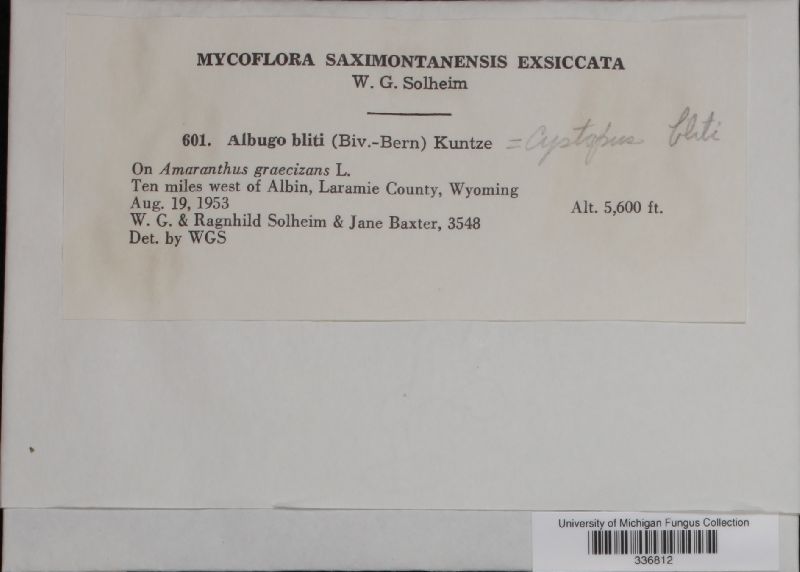 MYCOFLORA SAXIMONTANENSIS EXSICCATA
W. G. Solheim
601. Albugo bliti (Biv.-Bern) Kuntze = Cystopus bliti
On Amaranthus graecizans L.
Ten miles west of Albin, Laramie County, Wyoming
Aug. 19, 1953 Alt. 5,600 ft.
W. G. & Ragnhild Solheim & Jane Baxter, 3548
Det. by WGS
University of Michigan Fungus Collection
336812